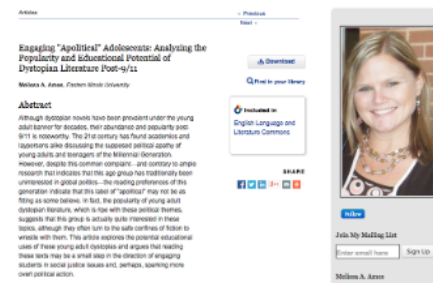 Articles
« Previous
Next »
Engaging "Apolitical" Adolescents: Analyzing the
Popularity and Educational Potential of
Dystopian Literature Post-9/11
Melissa A. Ames, Eastern Illinois University
Download
Find in your library
Abstract
Although dystopian novels have been prevalent under the young
adult banner for decades, their abundance and popularity post-
9/11 is noteworthy. The 21st century has found academics and
laypersons alike discussing the supposed political apathy of
young adults and teenagers of the Millennial Generation.
However, despite this common complaint—and contrary to ample
research that indicates that this age group has traditionally been
uninterested in global politics—the reading preferences of this
generation indicate that this label of "apolitical" may not be as
fitting as some believe. In fact, the popularity of young adult
dystopian literature, which is ripe with these political themes,
suggests that this group is actually quite interested in these
topics, although they often turn to the safe confines of fiction to
wrestle with them. This article explores the potential educational
uses of these young adult dystopias and argues that reading
these texts may be a small step in the direction of engaging
students in social justice issues and, perhaps, sparking more
overt political action.
Included in
English Language and
Literature Commons
SHARE
Follow
Join My Mailing List
Enter email here
Sign Up
Melissa A. Ames